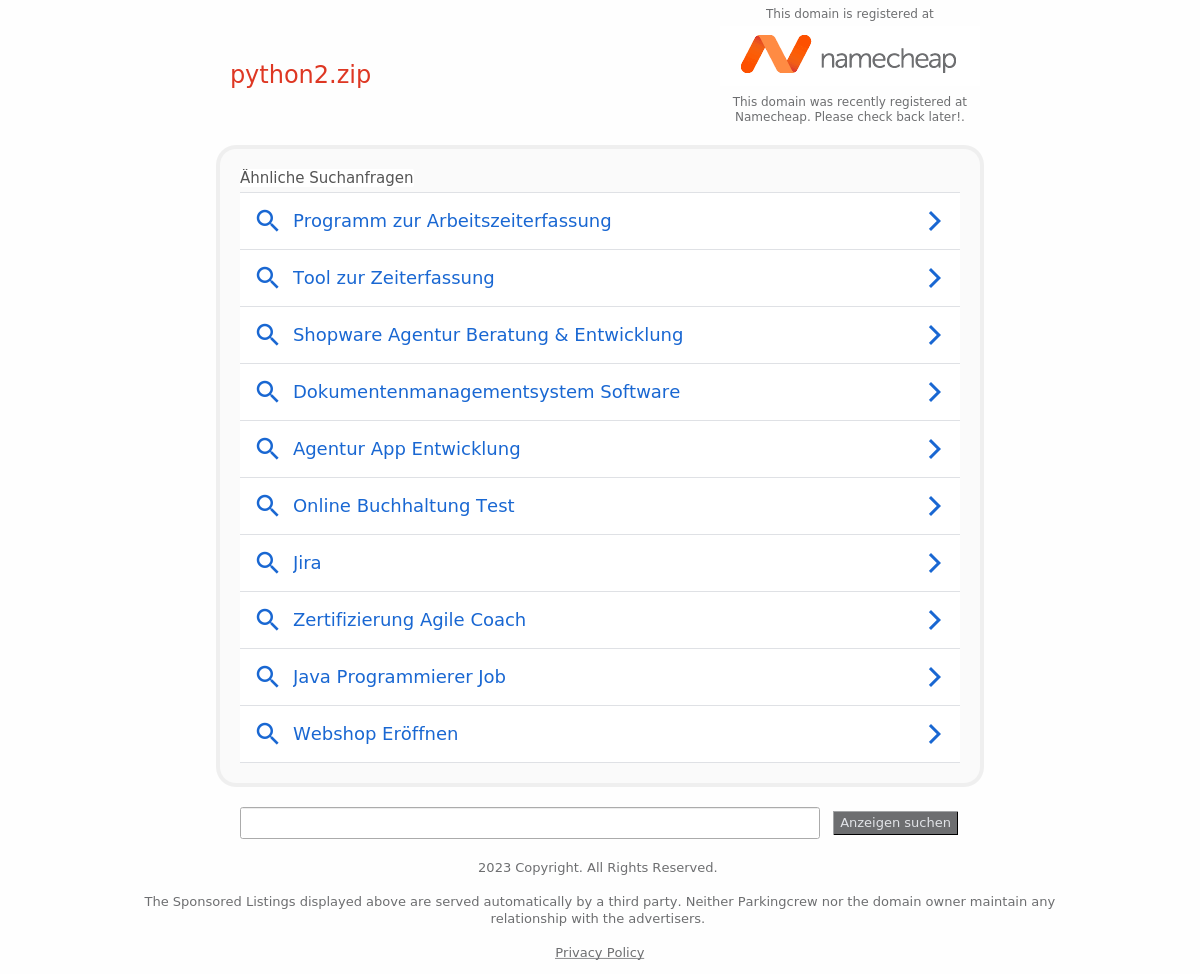 This domain is registered at
namecheap
python2.zip
This domain was recently registered at
Namecheap. Please check back later!.
Ähnliche Suchanfragen
Programm zur Arbeitszeiterfassung
Tool zur Zeiterfassung
Shopware Agentur Beratung & Entwicklung
Dokumentenmanagementsystem Software
Agentur App Entwicklung
Online Buchhaltung Test
Jira
Zertifizierung Agile Coach
Java Programmierer Job
Webshop Eröffnen
Anzeigen suchen
2023 Copyright. All Rights Reserved.
The Sponsored Listings displayed above are served automatically by a third party. Neither Parkingcrew nor the domain owner maintain any
relationship with the advertisers.
Privacy Policy